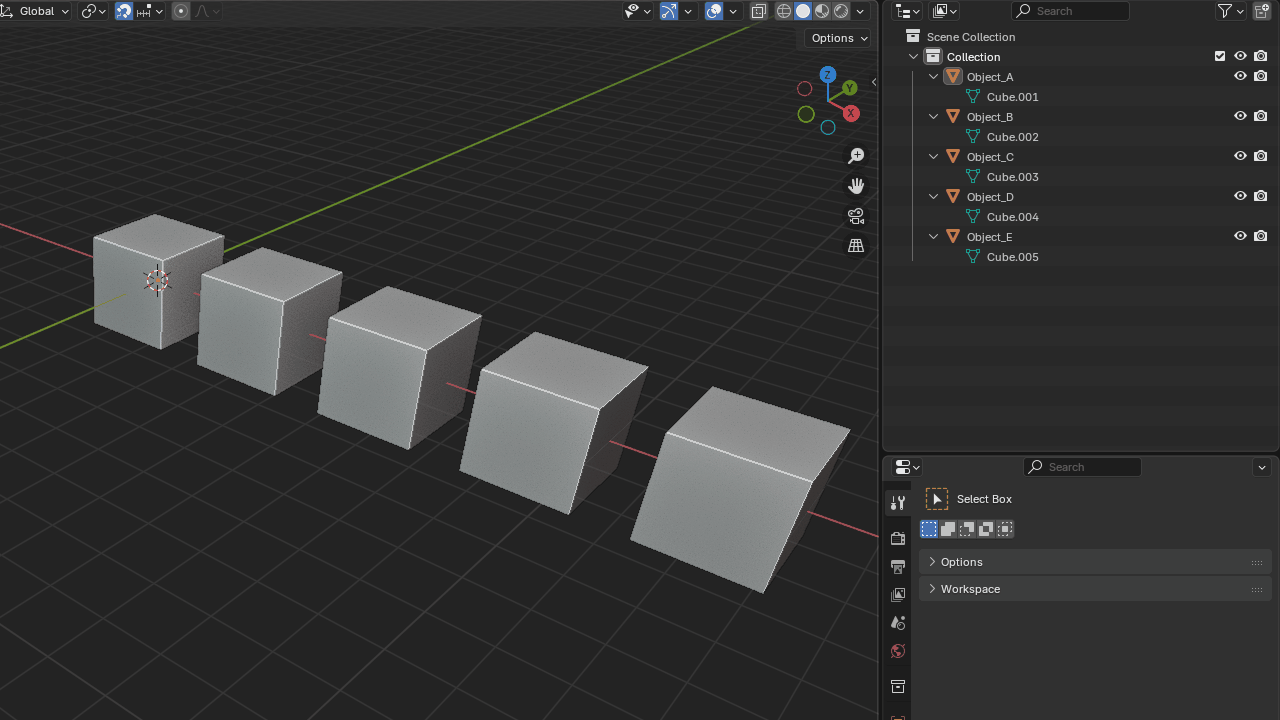 Global
Options
Z
Y
X
Search
Scene Collection
Collection
Object_A
Cube.001
Object_B
Cube.002
Object_C
Cube.003
Object_D
Cube.004
Object_E
Cube.005
Search
Select Box
Options
Workspace